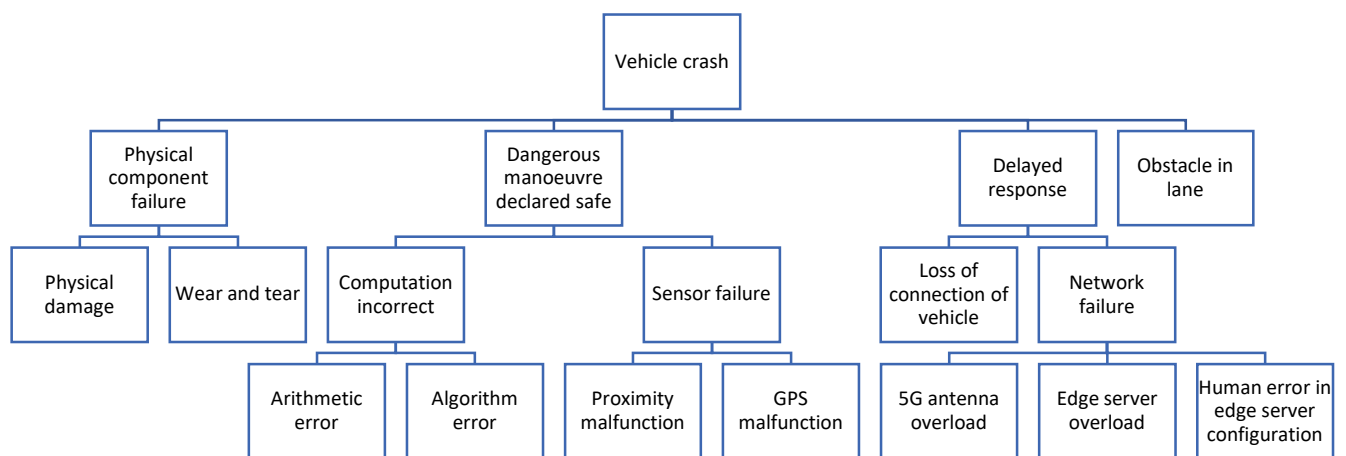 Vehicle crash
Physical
component
failure
Dangerous
manoeuvre
declared safe
Delayed
response
Obstacle in
lane
Physical
damage
Wear and tear
Computation
incorrect
Sensor failure
Loss of
connection of
vehicle
Network
failure
Arithmetic
error
Algorithm
error
Proximity
malfunction
GPS
malfunction
5G antenna
overload
Edge server
overload
Human error in
edge server
configuration